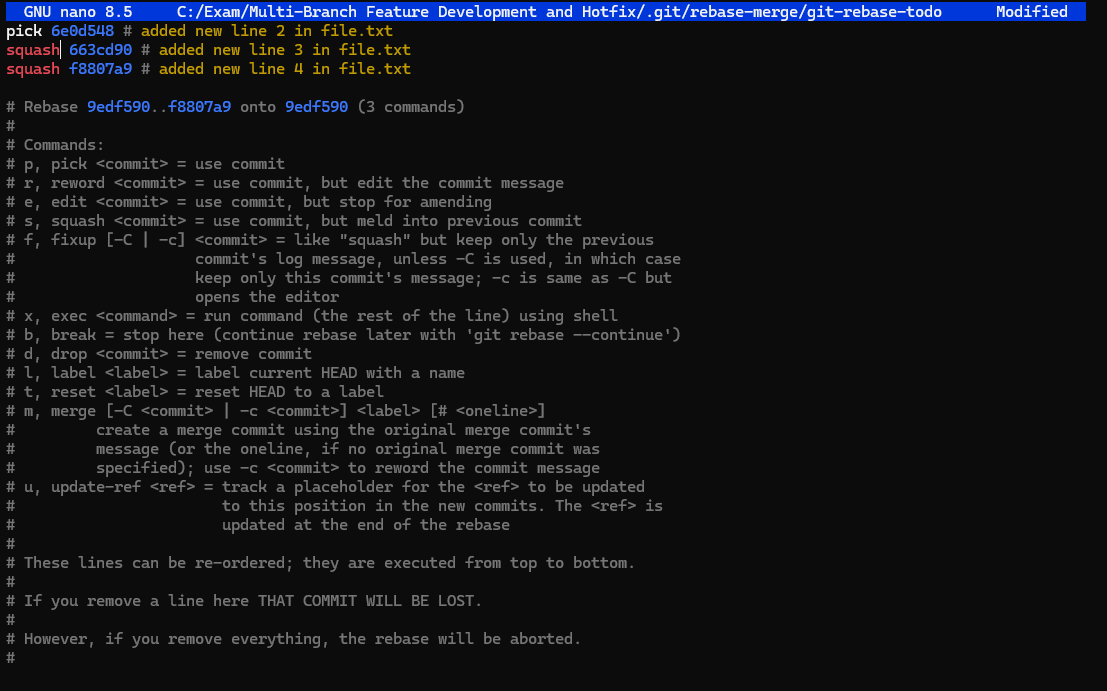 GNU nano 8.5     C:/Exam/Multi-Branch Feature Development and Hotfix/.git/rebase-merge/git-rebase-todo      Modified
pick 6e0d548 # added new line 2 in file.txt
squash 663cd90 # added new line 3 in file.txt
squash f8807a9 # added new line 4 in file.txt

# Rebase 9edf590..f8807a9 onto 9edf590 (3 commands)
#
# Commands:
# p, pick <commit> = use commit
# r, reword <commit> = use commit, but edit the commit message
# e, edit <commit> = use commit, but stop for amending
# s, squash <commit> = use commit, but meld into previous commit
# f, fixup [-C | -c] <commit> = like "squash" but keep only the previous
#                    commit's log message, unless -C is used, in which case
#                    keep only this commit's message; -c is same as -C but
#                    opens the editor
# x, exec <command> = run command (the rest of the line) using shell
# b, break = stop here (continue rebase later with 'git rebase --continue')
# d, drop <commit> = remove commit
# l, label <label> = label current HEAD with a name
# t, reset <label> = reset HEAD to a label
# m, merge [-C <commit> | -c <commit>] <label> [# <oneline>]
#         create a merge commit using the original merge commit's
#         message (or the oneline, if no original merge commit was
#         specified); use -c <commit> to reword the commit message
# u, update-ref <ref> = track a placeholder for the <ref> to be updated
#                       to this position in the new commits. The <ref> is
#                       updated at the end of the rebase
#
# These lines can be re-ordered; they are executed from top to bottom.
#
# If you remove a line here THAT COMMIT WILL BE LOST.
#
# However, if you remove everything, the rebase will be aborted.
#